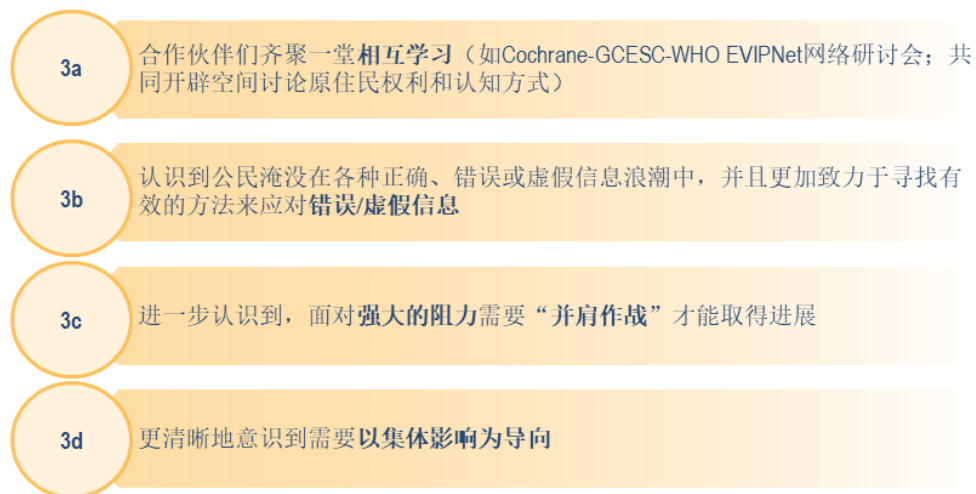 3a
合作伙伴们齐聚一堂相互学习（如Cochrane-GCESC-WHO EVIPNet网络研讨会；共
同开辟空间讨论原住民权利和认知方式）
3b
认识到公民淹没在各种正确、错误或虚假信息浪潮中，并且更加致力于寻找有
效的方法来应对错误/虚假信息
3c
进一步认识到，面对强大的阻力需要“并肩作战”才能取得进展
3d
更清晰地意识到需要以集体影响为导向